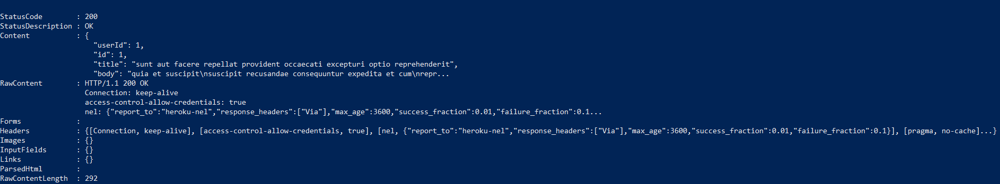 StatusCode        : 200
StatusDescription : OK
Content           : {
                      "userId": 1,
                      "id": 1,
                      "title": "sunt aut facere repellat provident occaecati excepturi optio reprehenderit",
                      "body": "quia et suscipit\nsuscipit recusandae consequuntur expedita et cum\nrepr...
RawContent        : HTTP/1.1 200 OK
                    Connection: keep-alive
                    access-control-allow-credentials: true
                    nel: {"report_to":"heroku-nel","response_headers":["Via"],"max_age":3600,"success_fraction":0.01,"failure_fraction":0.1...
Forms             :
Headers           : {[Connection, keep-alive], [access-control-allow-credentials, true], [nel, {"report_to":"heroku-nel","response_headers":["Via"],"max_age":3600,"success_fraction":0.01,"failure_fraction":0.1}], [pragma, no-cache]...}
Images            : {}
InputFields       : {}
Links             : {}
ParsedHtml        :
RawContentLength  : 292